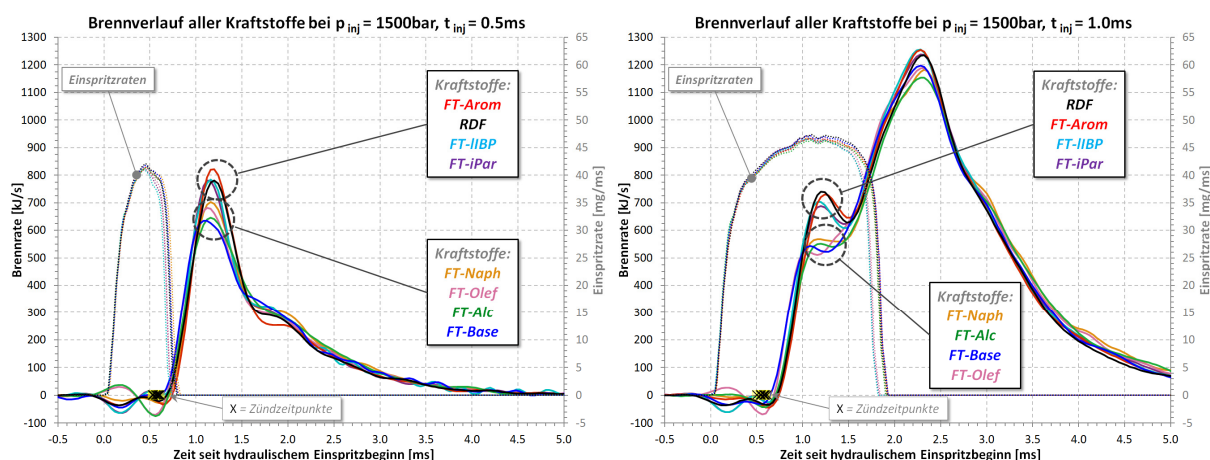 Brennverlauf aller Kraftstoffe bei p inj = 1500bar, t inj = 0.5ms
Brennrate [kJ/s]
1300
1200
1100
1000
900
800
700
600
500
400
300
200
100
0
-100
65
60
55
50
45
40
35
30
25
20
15
10
5
0
-5
Einspritzrate [mg/ms]
Einspritzraten
Kraftstoffe:
FT-Arom
RDF
FT-llBP
FT-iPar
Kraftstoffe:
FT-Naph
FT-Olef
FT-Alc
FT-Base
X = Zündzeitpunkte
-0.5 0.0 0.5 1.0 1.5 2.0 2.5 3.0 3.5 4.0 4.5 5.0
Zeit seit hydraulischem Einspritzbeginn [ms]
Brennverlauf aller Kraftstoffe bei p inj = 1500bar, t inj = 1.0ms
Brennrate [kJ/s]
1300
1200
1100
1000
900
800
700
600
500
400
300
200
100
0
-100
65
60
55
50
45
40
35
30
25
20
15
10
5
0
-5
Einspritzrate [mg/ms]
Einspritzraten
Kraftstoffe:
RDF
FT-Arom
FT-llBP
FT-iPar
Kraftstoffe:
FT-Naph
FT-Alc
FT-Base
FT-Olef
X = Zündzeitpunkte
-0.5 0.0 0.5 1.0 1.5 2.0 2.5 3.0 3.5 4.0 4.5 5.0
Zeit seit hydraulischem Einspritzbeginn [ms]